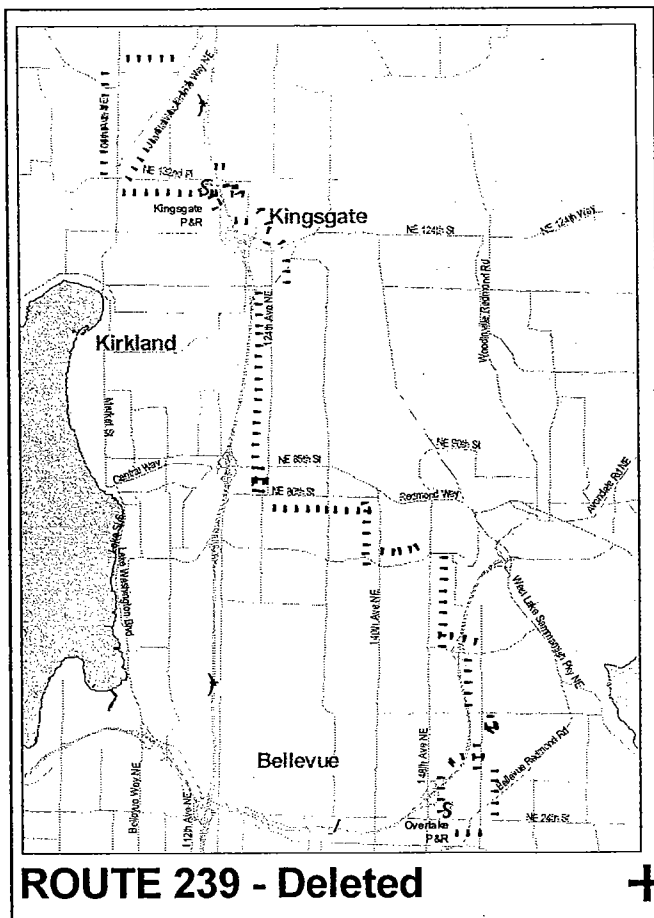 NE 132nd Pl
Kingsgate
P&R
Kingsgate
NE 124th St
NE 124th Way
Woodinville Redmond Rd
124th Ave NE
Kirkland
Market St
Central Way
NE 85th St
NE 90th St
NE 80th St
Redmond Way
Avondale Rd NE
Lake Washington Blvd
140th Ave NE
West Lake Sammamish Pky NE
Bellevue
148th Ave NE
Bellevue Redmond Rd
Bellevue Way NE
112th Ave NE
Overlake
P&R
NE 24th St
ROUTE 239 - Deleted